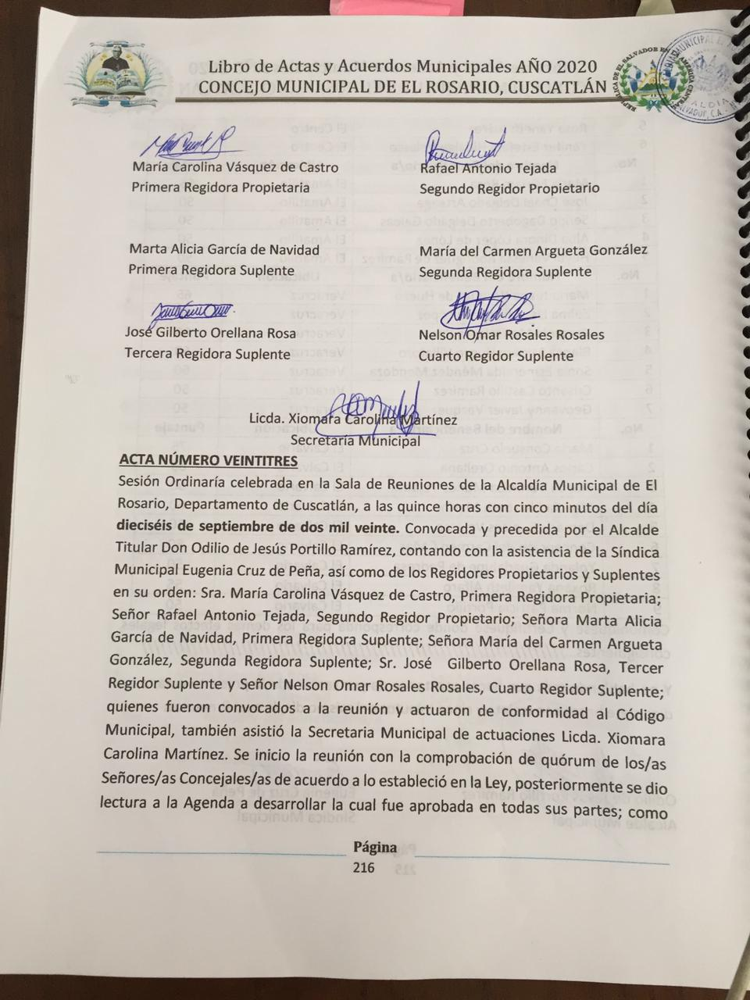 Libro de Actas y Acuerdos Municipales AÑO 2020
CONCEJO MUNICIPAL DE EL ROSARIO, CUSCATLÁN
María Carolina Vásquez de Castro
Primera Regidora Propietaria
Rafael Antonio Tejada
Segundo Regidor Propietario
Marta Alicia García de Navidad
Primera Regidora Suplente
María del Carmen Argueta González
Segunda Regidora Suplente
José Gilberto Orellana Rosa
Tercera Regidora Suplente
Nelson Omar Rosales Rosales
Cuarto Regidor Suplente
Licda. Xiomara Carolina Martínez
Secretaria Municipal
ACTA NÚMERO VEINTITRES
Sesión Ordinaría celebrada en la Sala de Reuniones de la Alcaldía Municipal de El
Rosario, Departamento de Cuscatlán, a las quince horas con cinco minutos del día
dieciséis de septiembre de dos mil veinte. Convocada y precedida por el Alcalde
Titular Don Odilio de Jesús Portillo Ramírez, contando con la asistencia de la Síndica
Municipal Eugenia Cruz de Peña, así como de los Regidores Propietarios y Suplentes
en su orden: Sra. María Carolina Vásquez de Castro, Primera Regidora Propietaria;
Señor Rafael Antonio Tejada, Segundo Regidor Propietario; Señora Marta Alicia
García de Navidad, Primera Regidora Suplente; Señora María del Carmen Argueta
González, Segunda Regidora Suplente; Sr. José Gilberto Orellana Rosa, Tercer
Regidor Suplente y Señor Nelson Omar Rosales Rosales, Cuarto Regidor Suplente;
quienes fueron convocados a la reunión y actuaron de conformidad al Código
Municipal, también asistió la Secretaria Municipal de actuaciones Licda. Xiomara
Carolina Martínez. Se inicio la reunión con la comprobación de quórum de los/as
Señores/as Concejales/as de acuerdo a lo estableció en la Ley, posteriormente se dio
lectura a la Agenda a desarrollar la cual fue aprobada en todas sus partes; como
Página
216